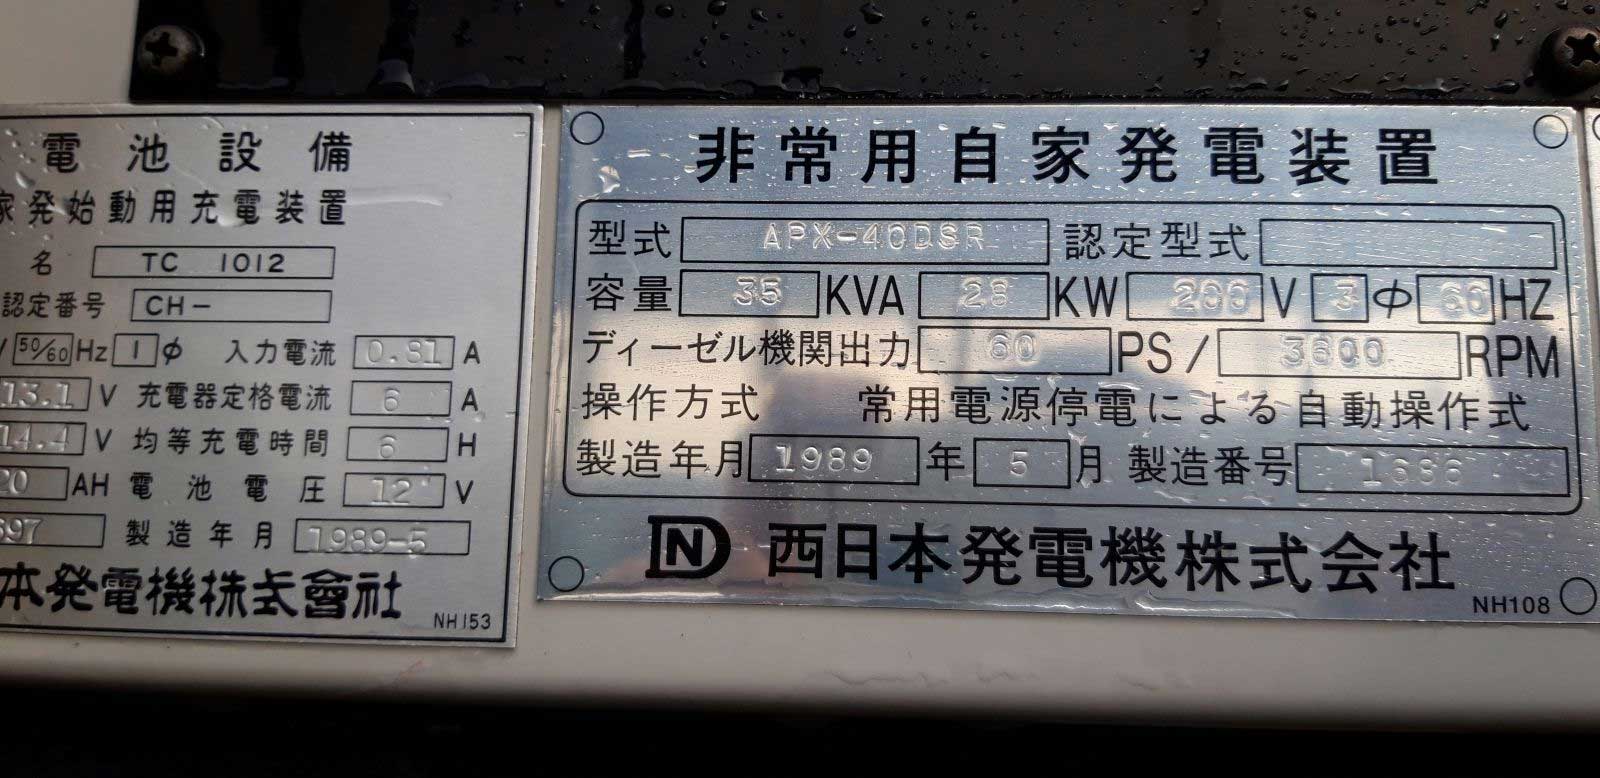 電池設備
家発始動用充電装置
名 TC 1012
認定番号 CH-
V 50/60 Hz 1 φ 入力電流 0.81 A
13.1 V 充電器定格電流 6 A
14.4 V 均等充電時間 6 H
20 AH 電池電圧 12 V
697 製造年月 1989-5
本発電機株式會社
NH153
非常用自家発電装置
型式 APX-40DSR 認定型式
容量 35 KVA 28 KW 200 V 3 φ 60 HZ
ディーゼル機関出力 60 PS/ 3600 RPM
操作方式 常用電源停電による自動操作式
製造年月 1989 年 5 月 製造番号 1686
ND 西日本発電機株式会社
NH108